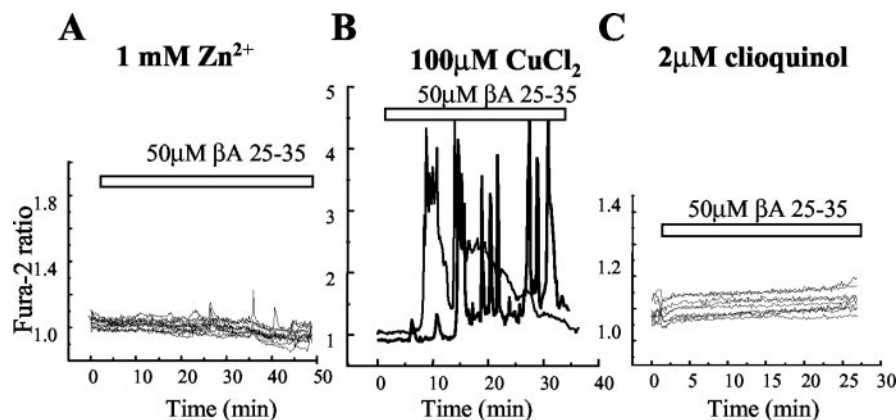 A
1 mM Zn²⁺
50μM βA 25-35
1.8
1.4
1.0
Fura-2 ratio
0 10 20 30 40 50
Time (min)
B
100μM CuCl₂
50μM βA 25-35
5
4
3
2
1
0 10 20 30 40
Time (min)
C
2μM clioquinol
50μM βA 25-35
1.4
1.2
1.0
0 5 10 15 20 25 30
Time (min)